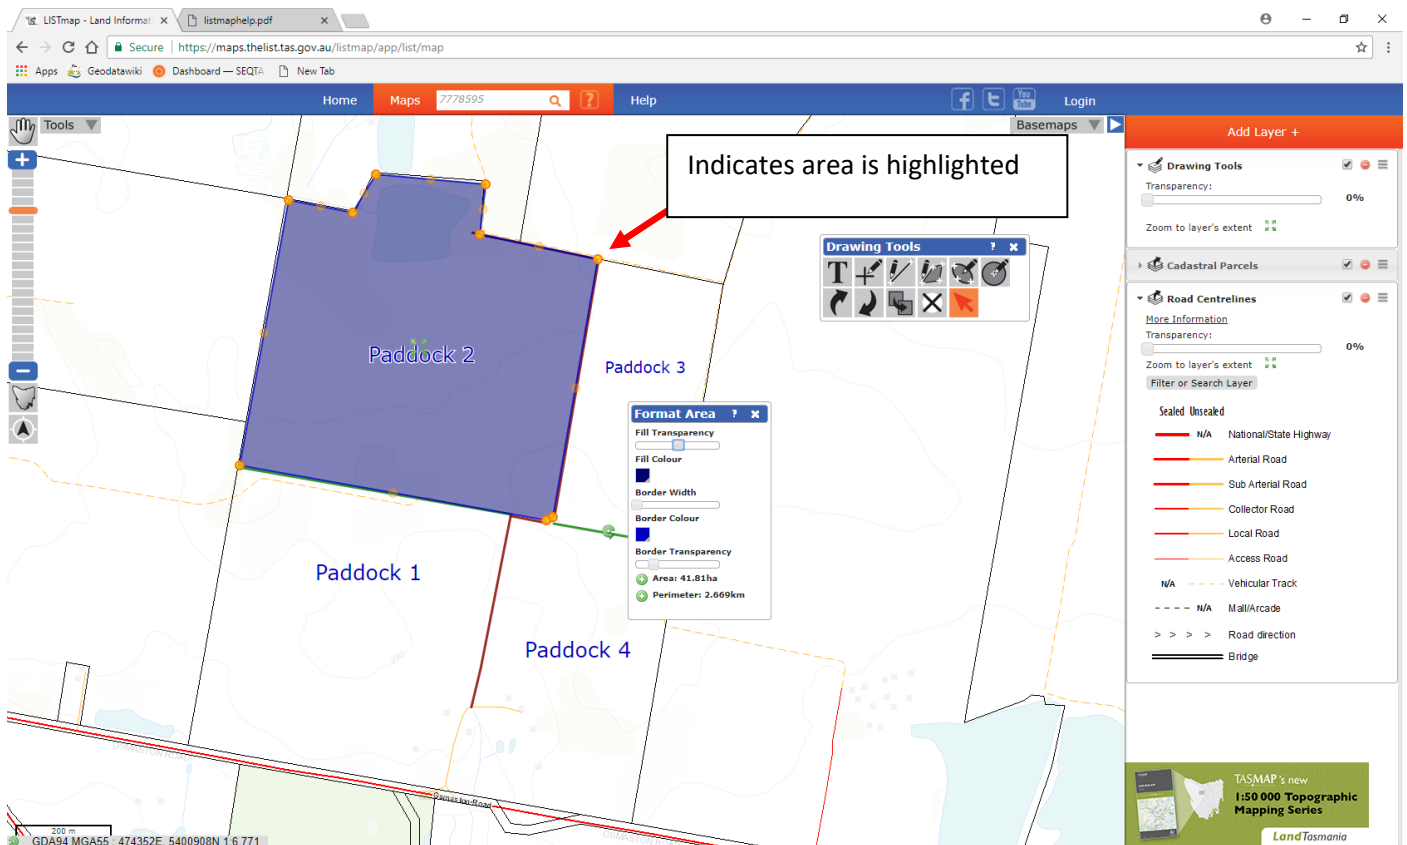 LISTmap - Land Informat
listmaphelp.pdf
Secure
https://maps.thelist.tas.gov.au/listmap/app/list/map
Apps
Geodatawiki
Dashboard — SEQTA
New Tab
Home
Maps
7778595
?
Help
You
Tube
Login
Tools
Basemaps
Add Layer +
Indicates area is highlighted
Drawing Tools
Transparency:
0%
Zoom to layer's extent
Drawing Tools ?
T
Cadastral Parcels
Road Centrelines
More Information
Transparency:
0%
Zoom to layer's extent
Filter or Search Layer
Sealed Unsealed
N/A National/State Highway
Arterial Road
Sub Arterial Road
Collector Road
Local Road
Access Road
N/A Vehicular Track
N/A Mall/Arcade
> > > > Road direction
Bridge
Paddock 2
Paddock 3
Format Area ?
Fill Transparency
Fill Colour
Border Width
Border Colour
Border Transparency
Area: 41.81ha
Perimeter: 2.669km
Paddock 1
Paddock 4
Osmaston Road
200 m
GDA94 MGA55 : 474352E, 5400908N 1:6,771
TASMAP's new
1:50 000 Topographic
Mapping Series
LandTasmania